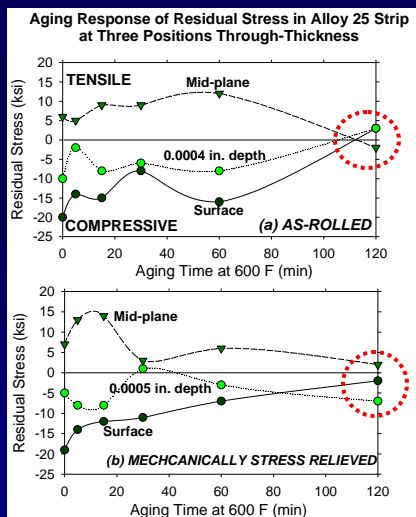 Aging Response of Residual Stress in Alloy 25 Strip
at Three Positions Through-Thickness
Residual Stress (ksi)
20
15
10
5
0
-5
-10
-15
-20
-25
TENSILE
Mid-plane
0.0004 in. depth
COMPRESSIVE
Surface
(a) AS-ROLLED
0 20 40 60 80 100 120
Aging Time at 600 F (min)
Residual Stress (ksi)
20
15
10
5
0
-5
-10
-15
-20
-25
Mid-plane
0.0005 in. depth
Surface
(b) MECHCANICALLY STRESS RELIEVED
0 20 40 60 80 100 120
Aging Time at 600 F (min)